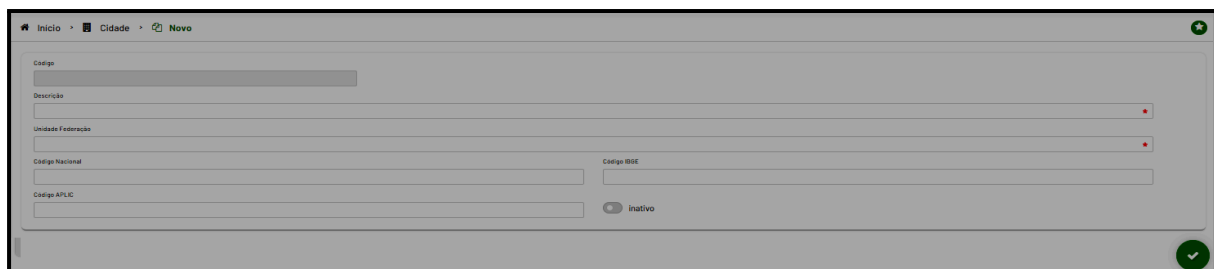 Início > Cidade > Novo
Código
Descrição
Unidade Federação
Código Nacional Código IBGE
Código APLIC
inativo